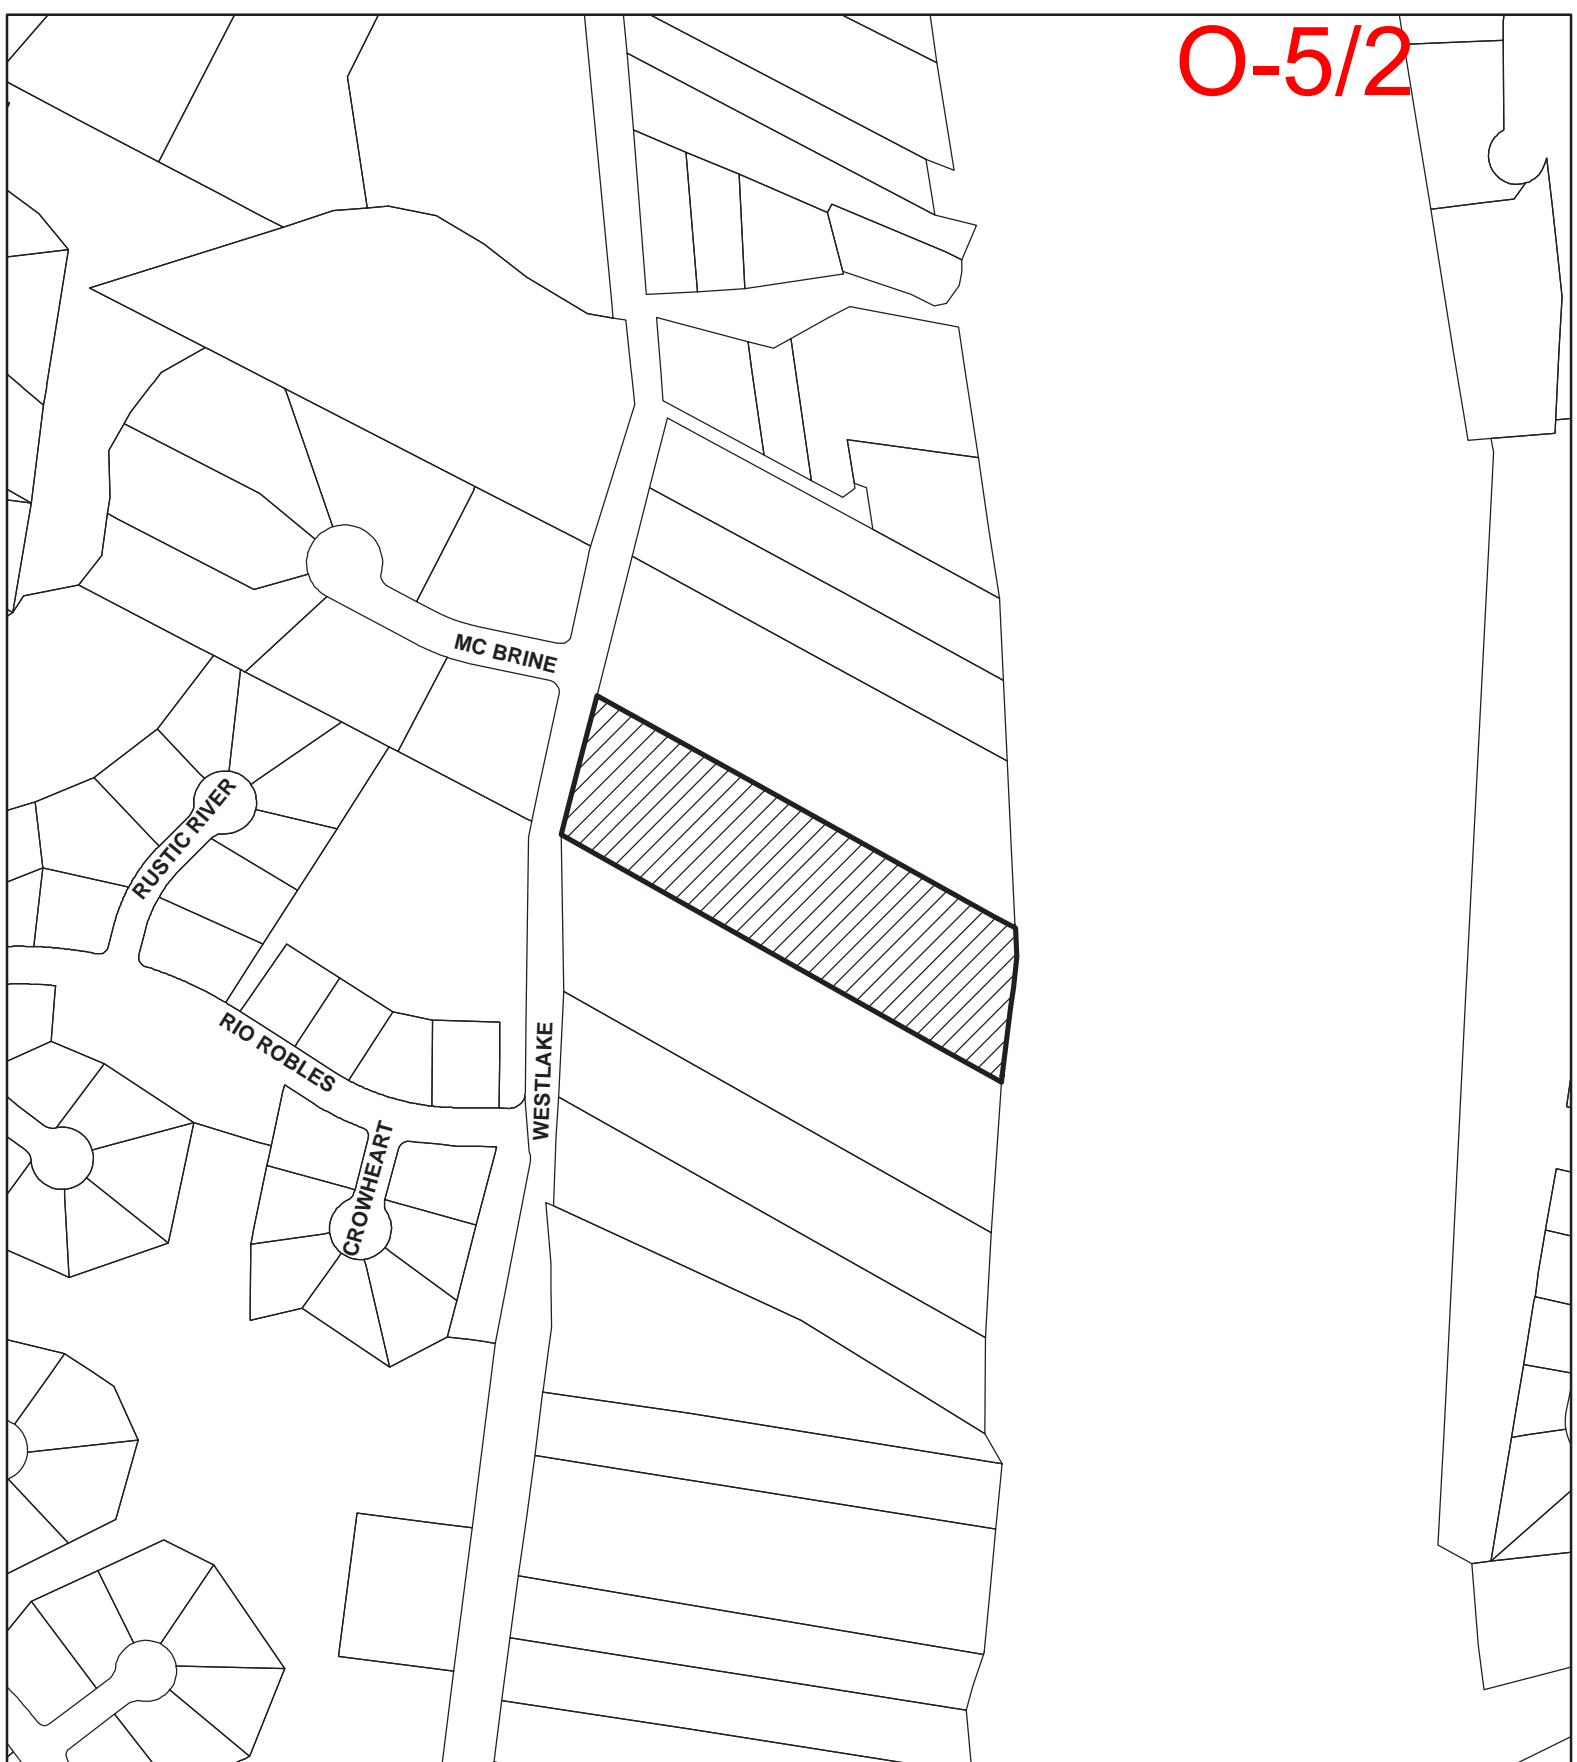 O-5/2
MC BRINE
RUSTIC RIVER
RIO ROBLES
WESTLAKE
CROWHEART